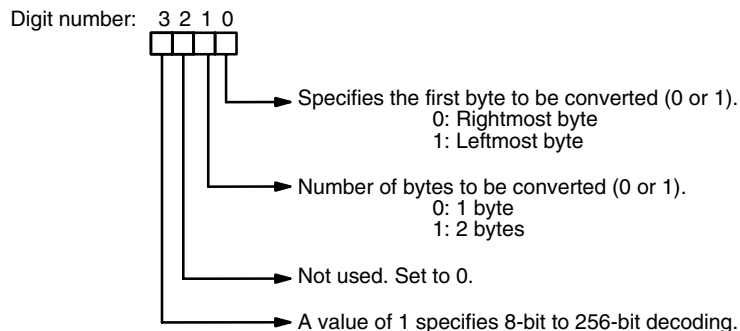 Digit number: 3 2 1 0
Specifies the first byte to be converted (0 or 1).
0: Rightmost byte
1: Leftmost byte
Number of bytes to be converted (0 or 1).
0: 1 byte
1: 2 bytes
Not used. Set to 0.
A value of 1 specifies 8-bit to 256-bit decoding.